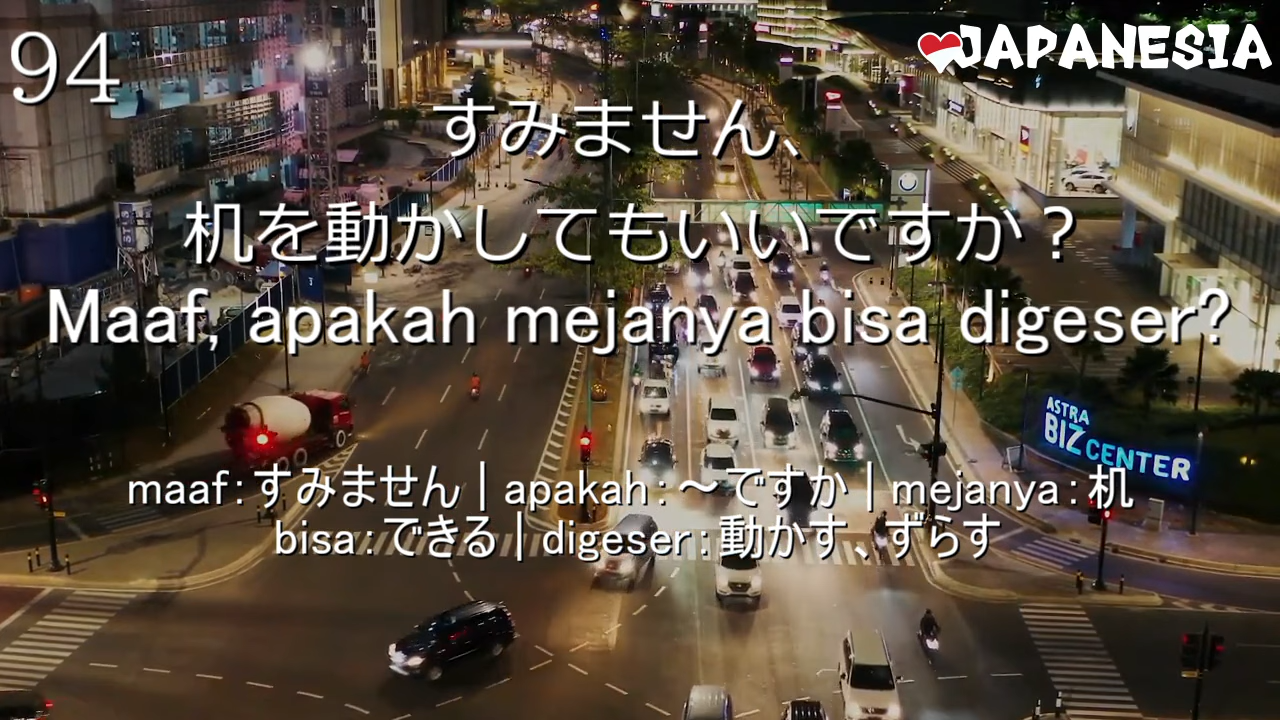 94
JAPANESIA
すみません、
机を動かしてもいいですか？
Maaf, apakah mejanya bisa digeser?
maaf：すみません｜apakah：～ですか｜mejanya：机
bisa：できる｜digeser：動かす、ずらす
ASTRA
BIZ CENTER